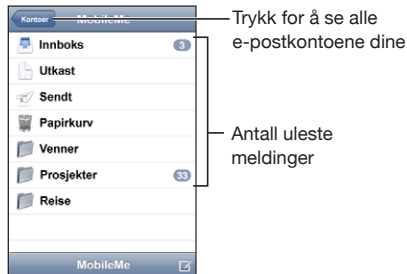 Kontoer MobileMe
Trykk for å se alle
e-postkontoene dine
Innboks 3
Utkast
Sendt
Papirkurv
Venner
Prosjekter 33
Reise
Antall uleste
meldinger
MobileMe